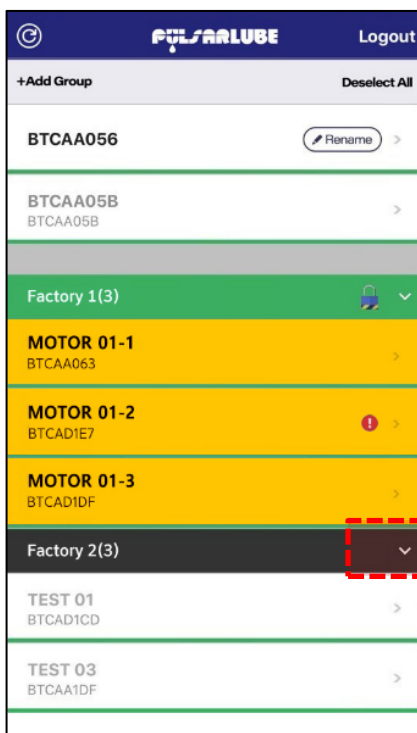 PULSARLUBE Logout
+Add Group Deselect All
BTCAA056 Rename
BTCAA05B
BTCAA05B
Factory 1(3)
MOTOR 01-1
BTCAA063
MOTOR 01-2
BTCAD1E7
MOTOR 01-3
BTCAD1DF
Factory 2(3)
TEST 01
BTCAD1CD
TEST 03
BTCAA1DF